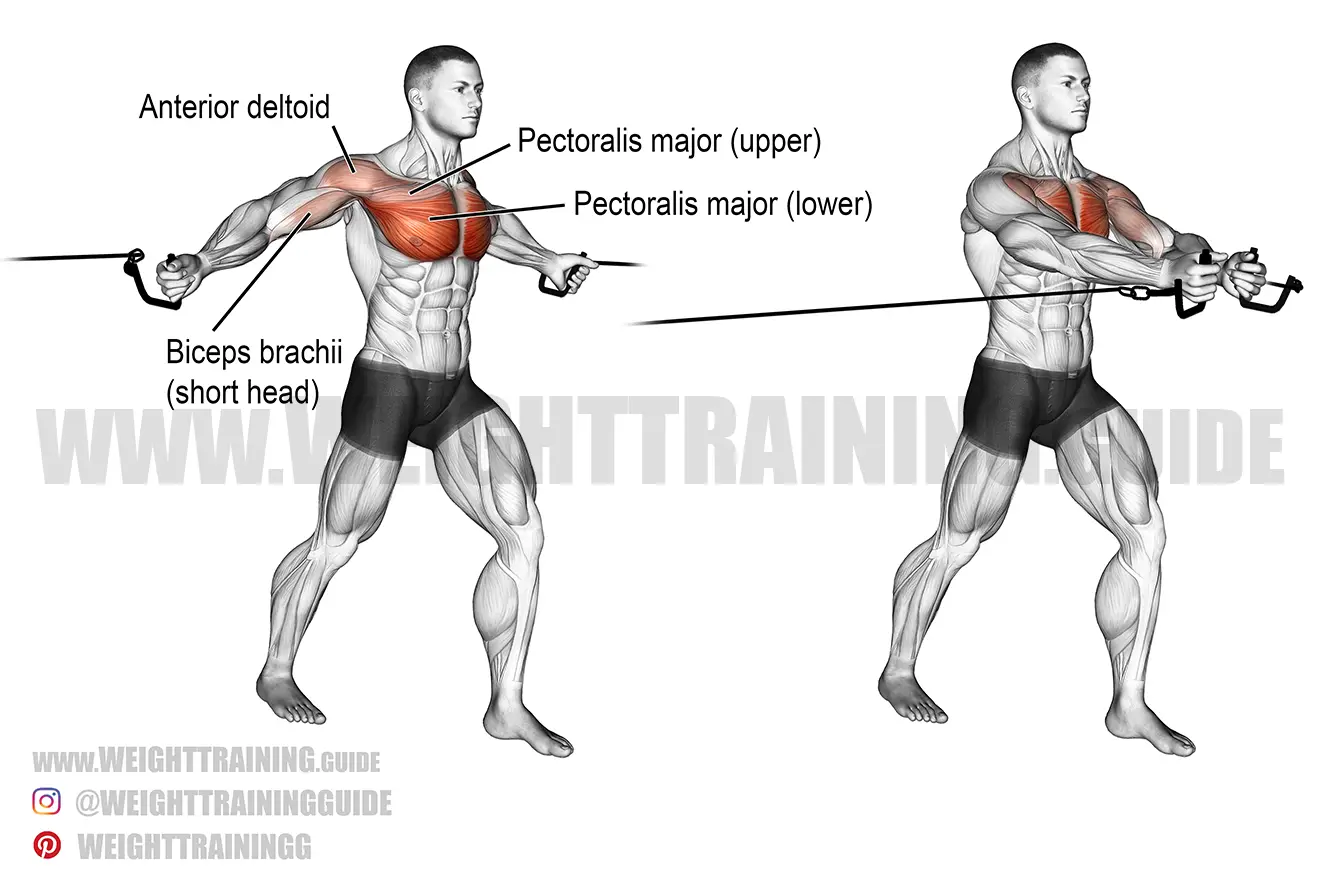 Anterior deltoid
Pectoralis major (upper)
Pectoralis major (lower)
Biceps brachii
(short head)
WWW.WEIGHTTRAINING.GUIDE
WWW.WEIGHTTRAINING.GUIDE
@WEIGHTTRAININGGUIDE
WEIGHTTRAININGG